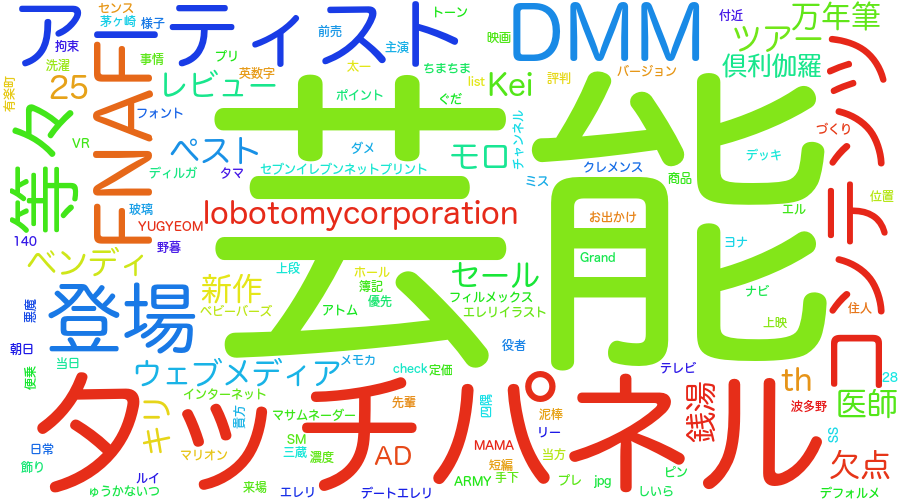 センス
茅ヶ崎
様子
アーティスト
前売
トーン
映画
DMM
付近
万年筆
ツアー
拘束
洗濯
事情
プリ
主演
太一
ちまちま
バージョン
倶利伽羅
有楽町
25
FNAF
レビュー
英数字
ポイント
Kei
ぐだ
list
評判
コンテンツ
等々
フォント
VR
ペスト
ダメ
モロ
チャンネル
づくり
デッキ
ディルガ
タマ
セブンイレブンネットプリント
ミス
クレメンス
商品
位置
エル
芸能
玻璃
YUGYEOM
lobotomycorporation
お出かけ
140
野暮
ヨナ
Grand
ベンディ
上段
ホール
簿記
優先
セール
フィルメックス
エレリイラスト
ナビ
新作
ベビーバーズ
アトム
登場
悪魔
朝日
上映
住人
役者
当日
便乗
ウェブメディア
メモカ
check
定価
テレビ
th
28
タッチパネル
インターネット
先輩
マサムネーダー
キリ
貴方
四隅
泥棒
銭湯
波多野
医師
日常
飾り
マリオン
SM
三蔵
濃度
AD
MAMA
リー
当方
短編
SS
欠点
ルイ
ゅうかないつ
来場
エレリ
デートエレリ
ARMY
手下
プレ
jpg
ピン
しいら
デフォルメ